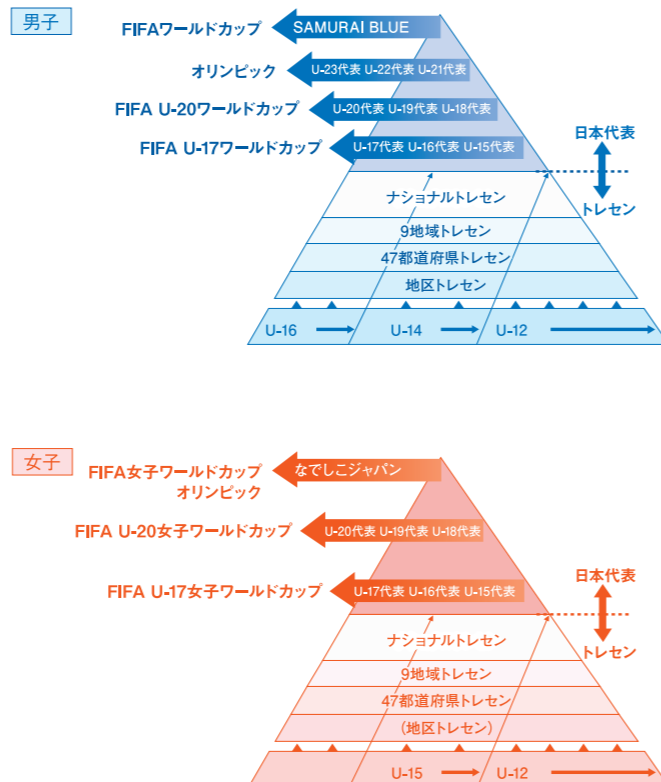 男子
FIFAワールドカップ
SAMURAI BLUE
オリンピック
U-23代表 U-22代表 U-21代表
FIFA U-20ワールドカップ
U-20代表 U-19代表 U-18代表
FIFA U-17ワールドカップ
U-17代表 U-16代表 U-15代表
日本代表
トレセン
ナショナルトレセン
9地域トレセン
47都道府県トレセン
地区トレセン
U-16
U-14
U-12
女子
FIFA女子ワールドカップ
オリンピック
なでしこジャパン
FIFA U-20女子ワールドカップ
U-20代表 U-19代表 U-18代表
FIFA U-17女子ワールドカップ
U-17代表 U-16代表 U-15代表
日本代表
トレセン
ナショナルトレセン
9地域トレセン
47都道府県トレセン
(地区トレセン)
U-15
U-12